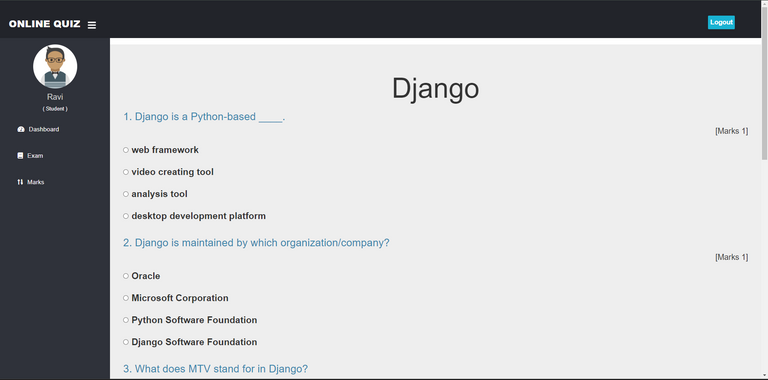 ONLINE QUIZ
Logout
Ravi
( Student )
Dashboard
Exam
Marks
Django
1. Django is a Python-based ____.
[Marks 1]
web framework
video creating tool
analysis tool
desktop development platform
2. Django is maintained by which organization/company?
[Marks 1]
Oracle
Microsoft Corporation
Python Software Foundation
Django Software Foundation
3. What does MTV stand for in Django?